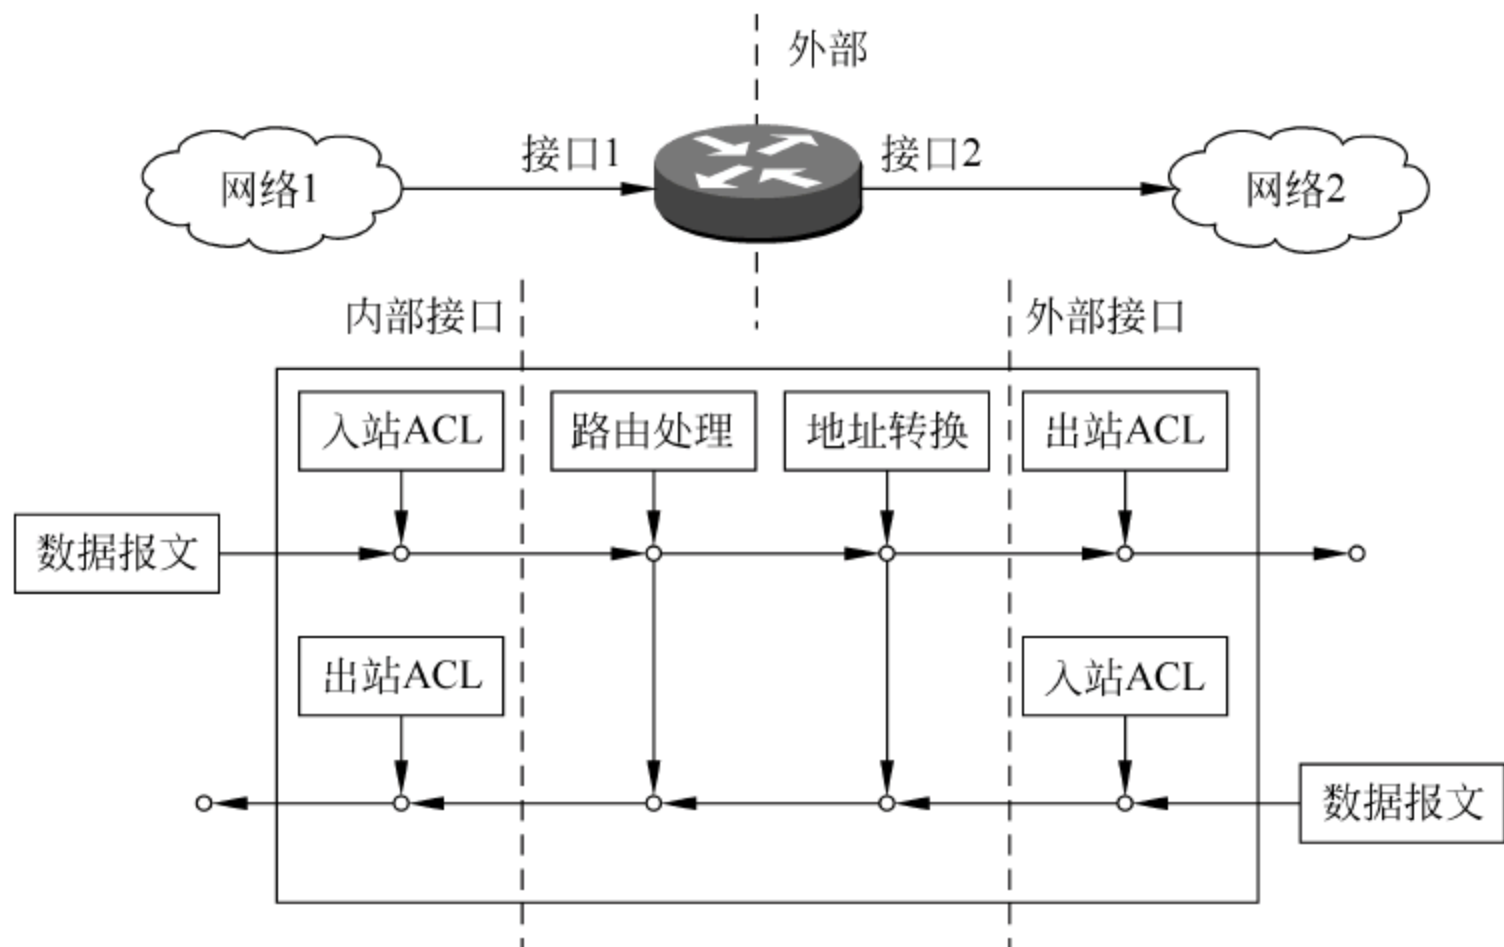 外部
网络1
接口1
接口2
网络2
内部接口
外部接口
入站ACL
路由处理
地址转换
出站ACL
数据报文
出站ACL
入站ACL
数据报文